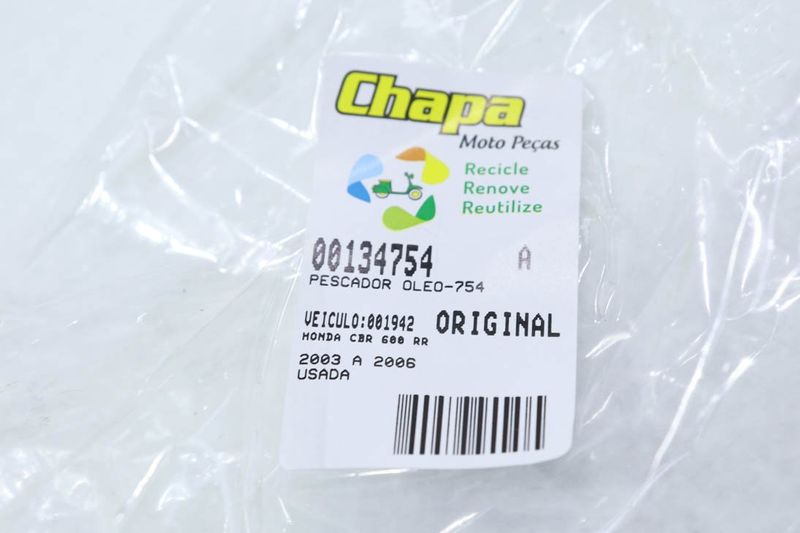 Chapa
Moto Peças
Recicle
Renove
Reutilize
00134754 A
PESCADOR OLEO-754
VEICULO:001942 ORIGINAL
HONDA CBR 600 RR
2003 A 2006
USADA